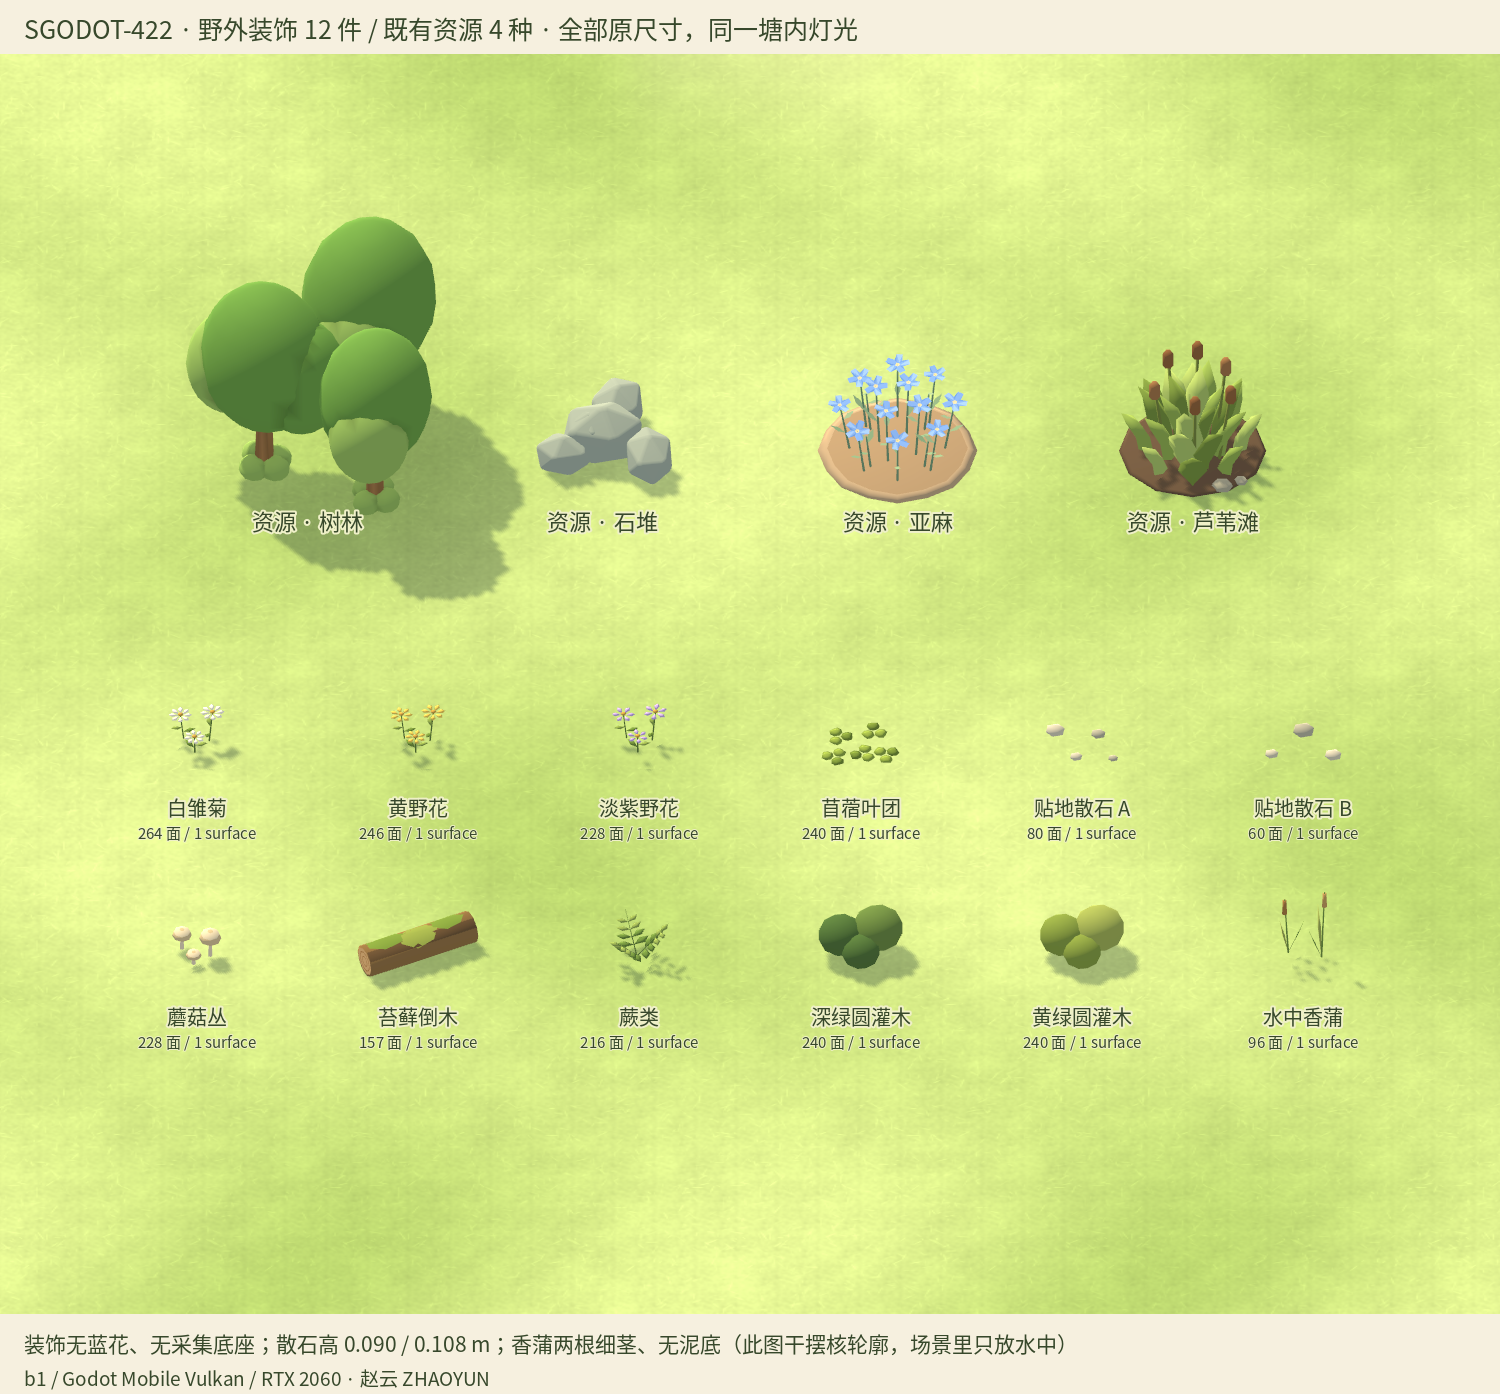 SGODOT-422 · 野外装饰 12 件 / 既有资源 4 种 · 全部原尺寸，同一塘内灯光
资源 · 树林
资源 · 石堆
资源 · 亚麻
资源 · 芦苇滩
白雏菊
264 面 / 1 surface
黄野花
246 面 / 1 surface
淡紫野花
228 面 / 1 surface
苜蓿叶团
240 面 / 1 surface
贴地散石 A
80 面 / 1 surface
贴地散石 B
60 面 / 1 surface
蘑菇丛
228 面 / 1 surface
苔藓倒木
157 面 / 1 surface
蕨类
216 面 / 1 surface
深绿圆灌木
240 面 / 1 surface
黄绿圆灌木
240 面 / 1 surface
水中香蒲
96 面 / 1 surface
装饰无蓝花、无采集底座；散石高 0.090 / 0.108 m；香蒲两根细茎、无泥底（此图干摆核轮廓，场景里只放水中）
b1 / Godot Mobile Vulkan / RTX 2060 · 赵云 ZHAOYUN